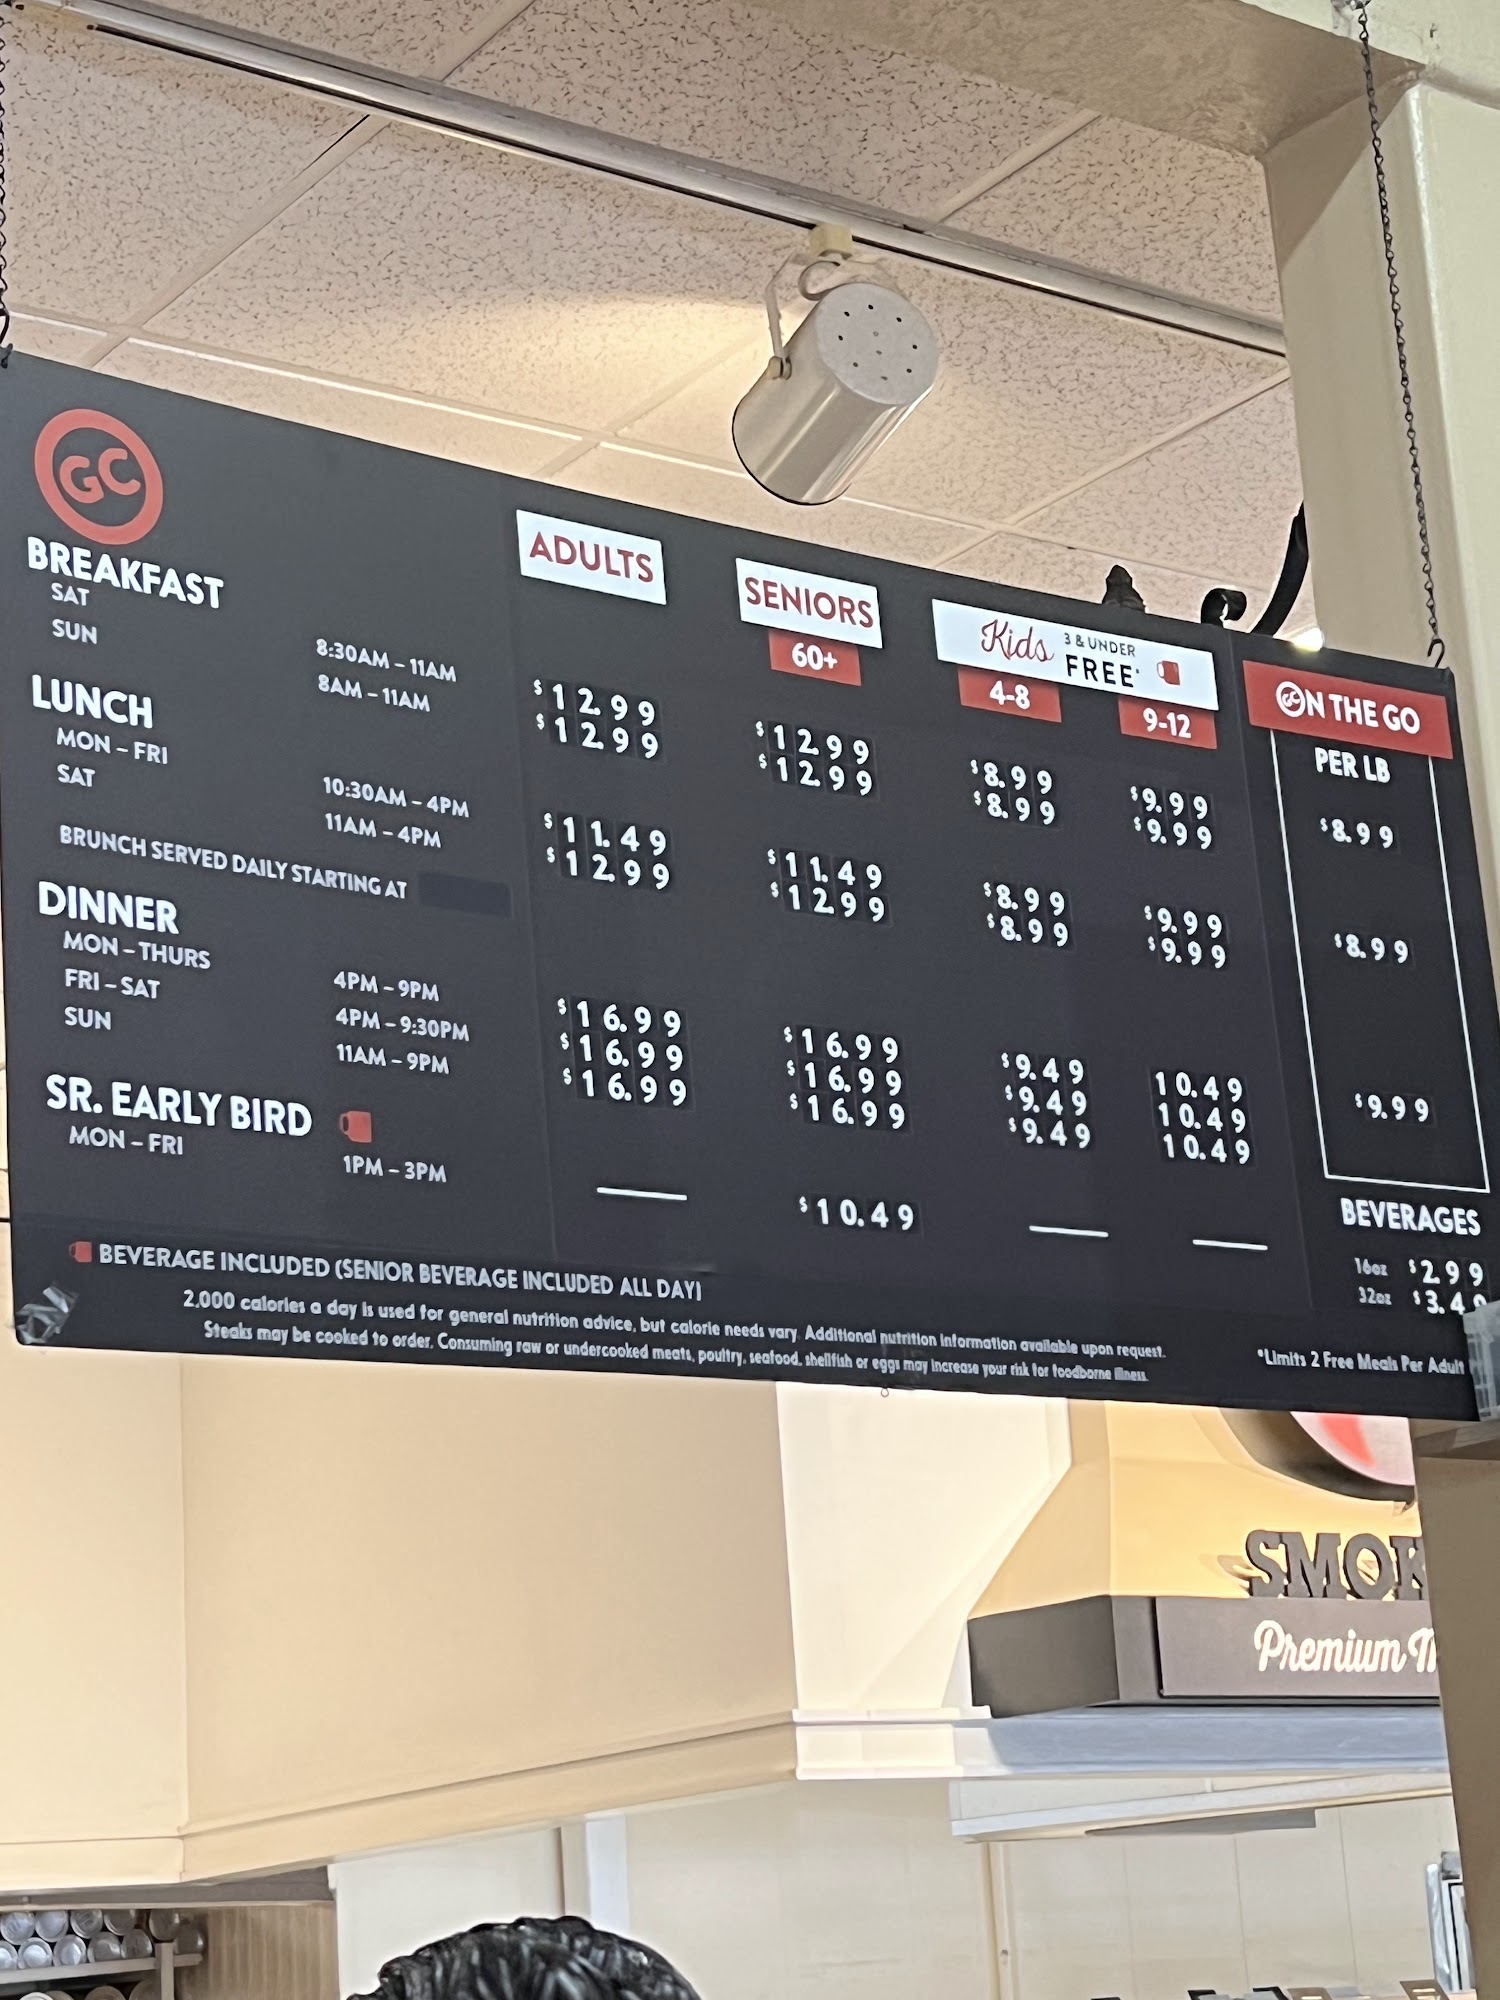 GC
ADULTS
SENIORS
60+
Kids 3 & UNDER FREE*
4-8 9-12
GC ON THE GO
PER LB
BREAKFAST
SAT 8:30AM – 11AM $12.99 $12.99 $8.99 $9.99 $8.99
SUN 8AM – 11AM $12.99 $12.99 $8.99 $9.99
LUNCH
MON – FRI 10:30AM – 4PM $11.49 $11.49 $8.99 $9.99 $8.99
SAT 11AM – 4PM $12.99 $12.99 $8.99 $9.99
BRUNCH SERVED DAILY STARTING AT
DINNER
MON – THURS 4PM – 9PM $16.99 $16.99 $9.49 10.49 $9.99
FRI – SAT 4PM – 9:30PM $16.99 $16.99 $9.49 10.49
SUN 11AM – 9PM $16.99 $16.99 $9.49 10.49
SR. EARLY BIRD
MON – FRI 1PM – 3PM $10.49
BEVERAGES
16oz $2.99
32oz $3.49
BEVERAGE INCLUDED (SENIOR BEVERAGE INCLUDED ALL DAY)
2,000 calories a day is used for general nutrition advice, but calorie needs vary. Additional nutrition information available upon request.
Steaks may be cooked to order. Consuming raw or undercooked meats, poultry, seafood, shellfish or eggs may increase your risk for foodborne illness.
*Limits 2 Free Meals Per Adult
SMOK
Premium